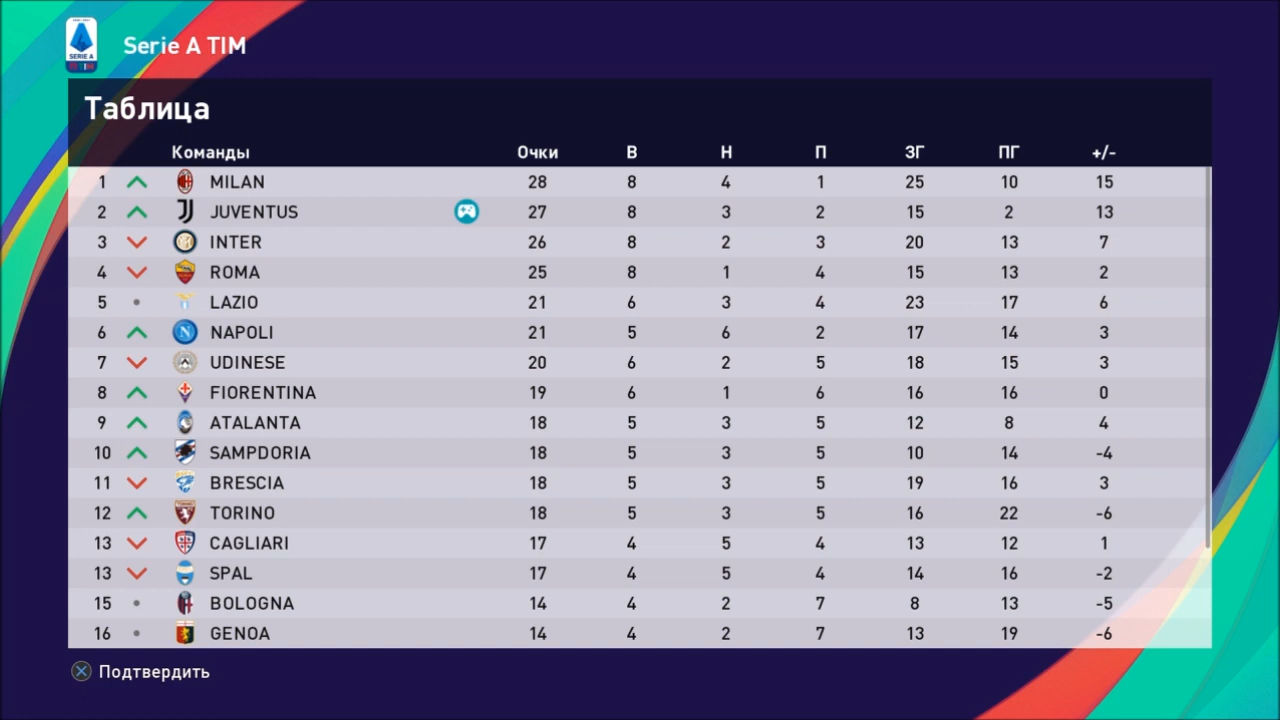 Serie A TIM
SERIE A
TIM
Таблица
Команды Очки В Н П ЗГ ПГ +/-
1 MILAN 28 8 4 1 25 10 15
2 JUVENTUS 27 8 3 2 15 2 13
3 INTER 26 8 2 3 20 13 7
4 ROMA 25 8 1 4 15 13 2
5 LAZIO 21 6 3 4 23 17 6
6 NAPOLI 21 5 6 2 17 14 3
7 UDINESE 20 6 2 5 18 15 3
8 FIORENTINA 19 6 1 6 16 16 0
9 ATALANTA 18 5 3 5 12 8 4
10 SAMPDORIA 18 5 3 5 10 14 -4
11 BRESCIA 18 5 3 5 19 16 3
12 TORINO 18 5 3 5 16 22 -6
13 CAGLIARI 17 4 5 4 13 12 1
13 SPAL 17 4 5 4 14 16 -2
15 BOLOGNA 14 4 2 7 8 13 -5
16 GENOA 14 4 2 7 13 19 -6
Подтвердить